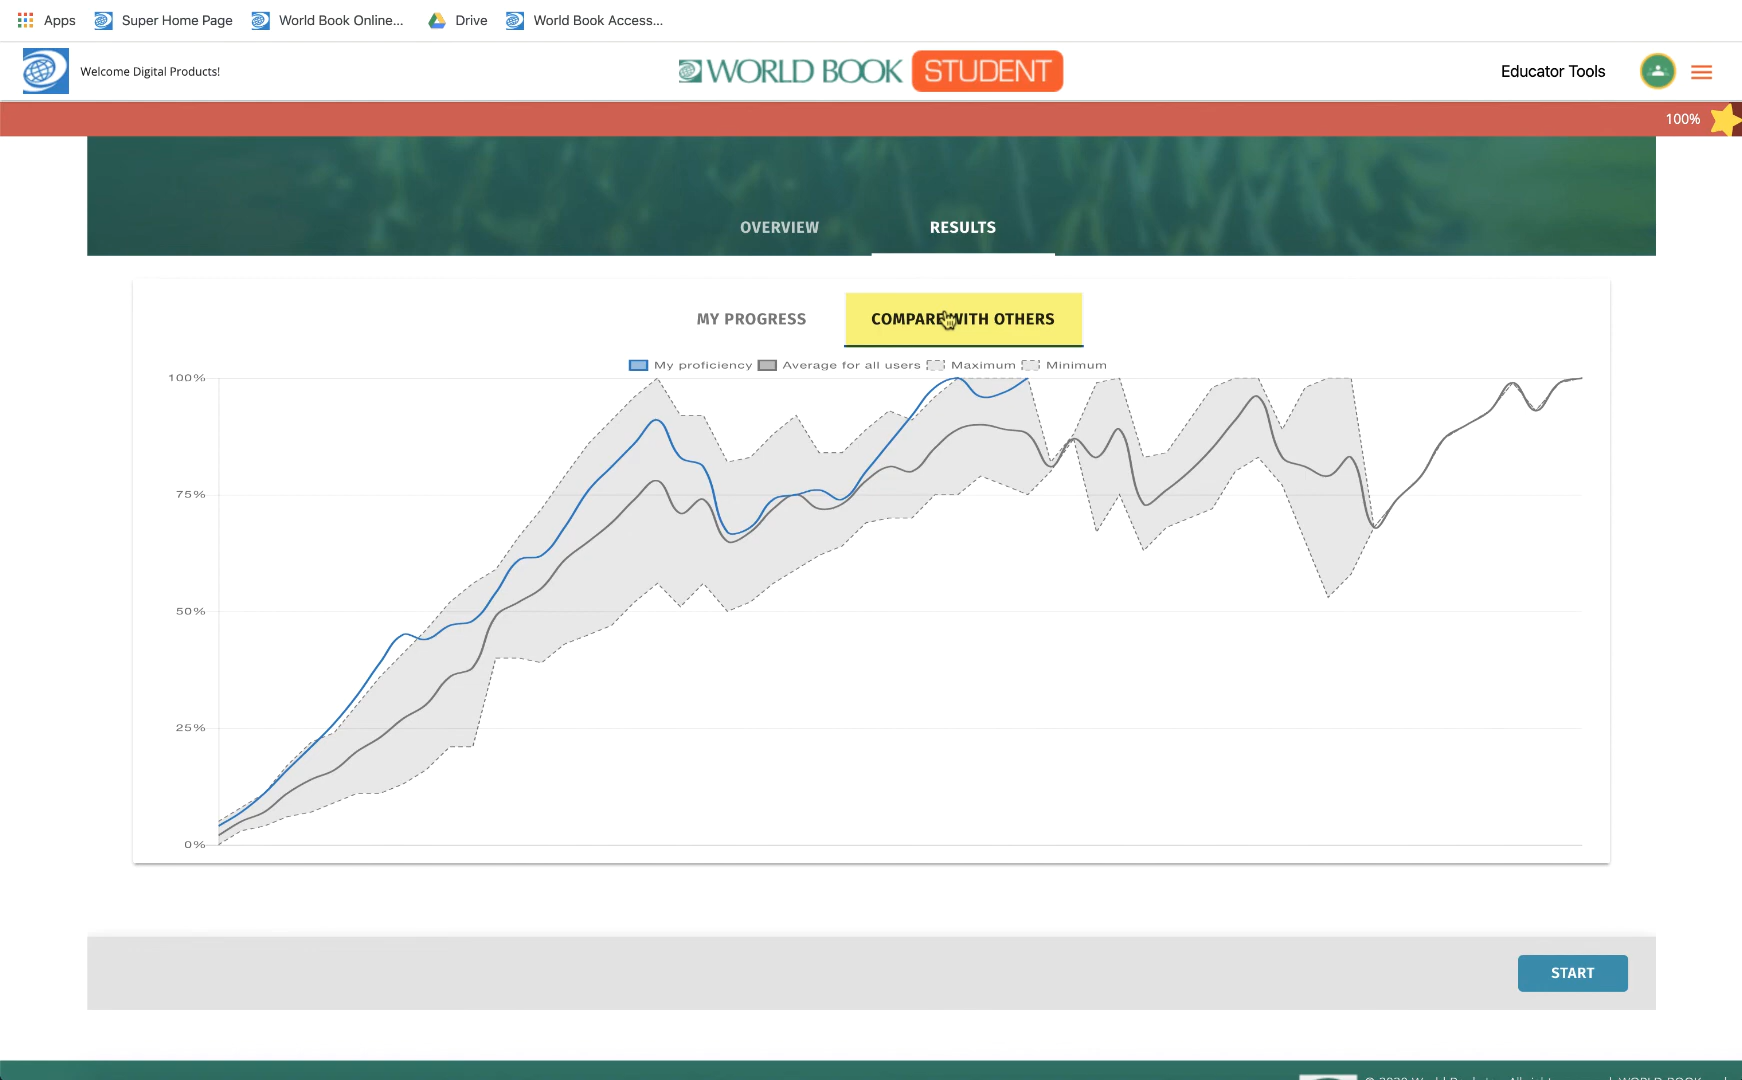 Apps Super Home Page World Book Online... Drive World Book Access...
Welcome Digital Products! WORLD BOOK STUDENT Educator Tools
100%
OVERVIEW RESULTS
MY PROGRESS COMPARE WITH OTHERS
My proficiency Average for all users Maximum Minimum
100%
75%
50%
25%
0%
START